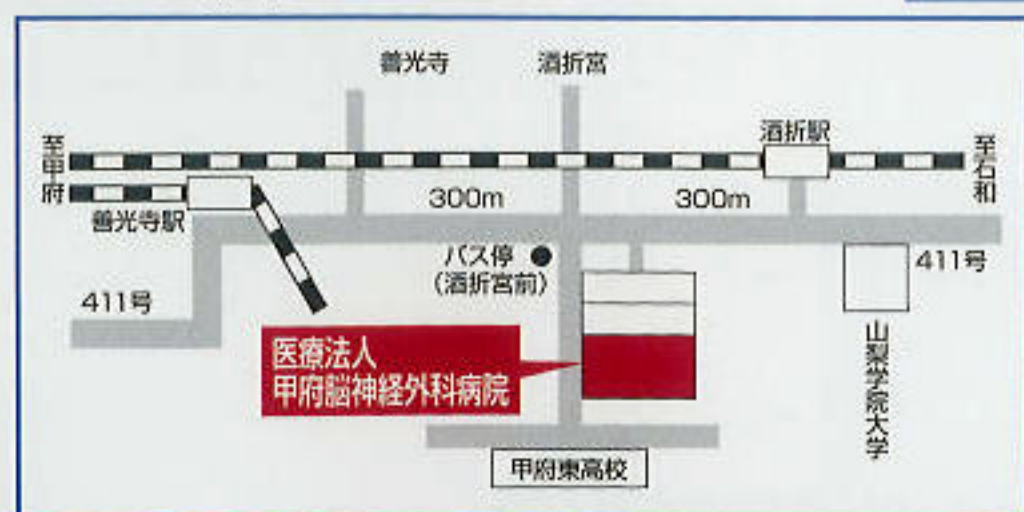 善光寺
酒折宮
酒折駅
至甲府
至石和
300m
300m
善光寺駅
バス停
(酒折宮前)
411号
411号
医療法人
甲府脳神経外科病院
山梨学院大学
甲府東高校